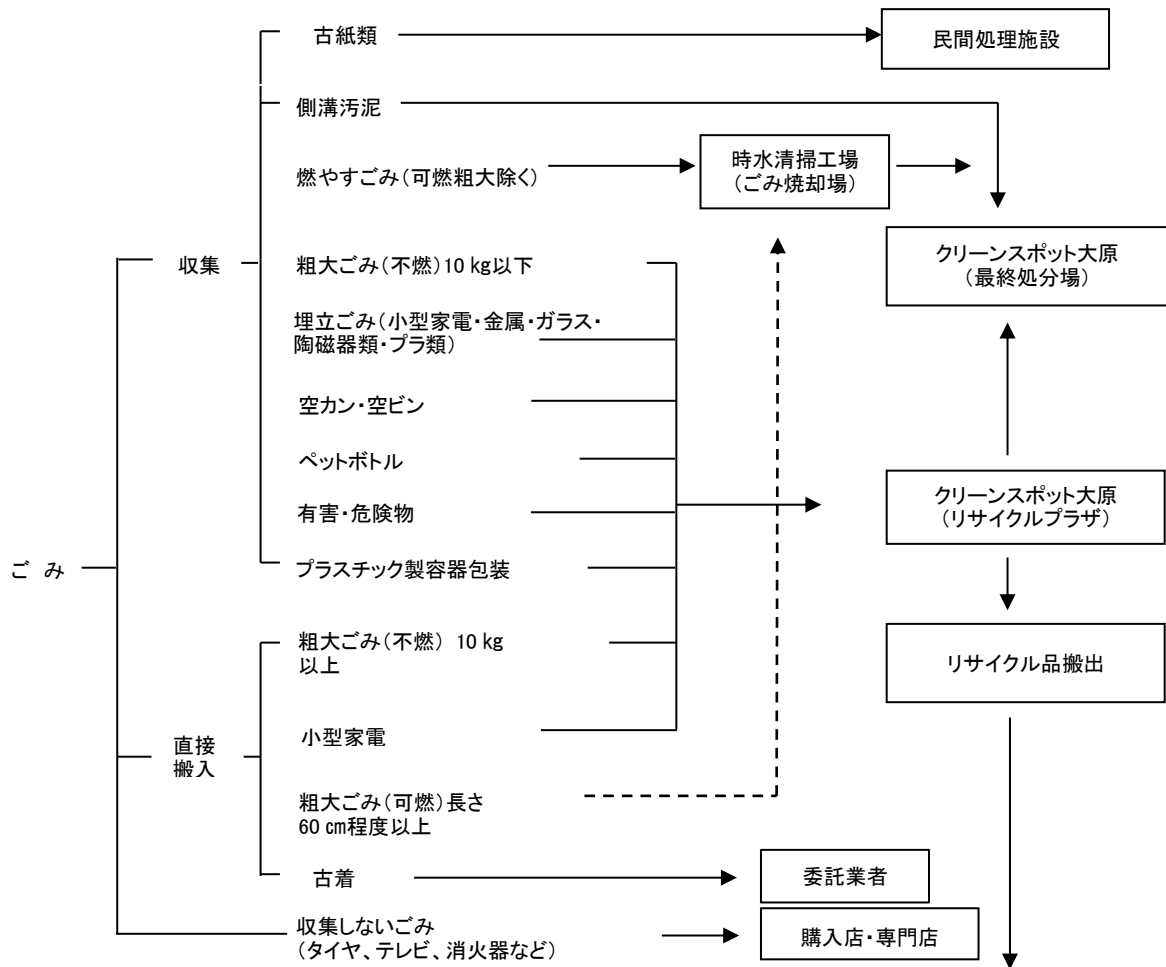 古紙類
民間処理施設
側溝汚泥
燃やすごみ(可燃粗大除く)
時水清掃工場
(ごみ焼却場)
収集
粗大ごみ(不燃)10 kg以下
クリーンスポット大原
(最終処分場)
埋立ごみ(小型家電・金属・ガラス・
陶磁器類・プラ類)
空カン・空ビン
ペットボトル
有害・危険物
クリーンスポット大原
(リサイクルプラザ)
ご み
プラスチック製容器包装
粗大ごみ(不燃) 10 kg
以上
リサイクル品搬出
直接
搬入
小型家電
粗大ごみ(可燃)長さ
60 cm程度以上
古着
委託業者
収集しないごみ
(タイヤ、テレビ、消火器など)
購入店・専門店